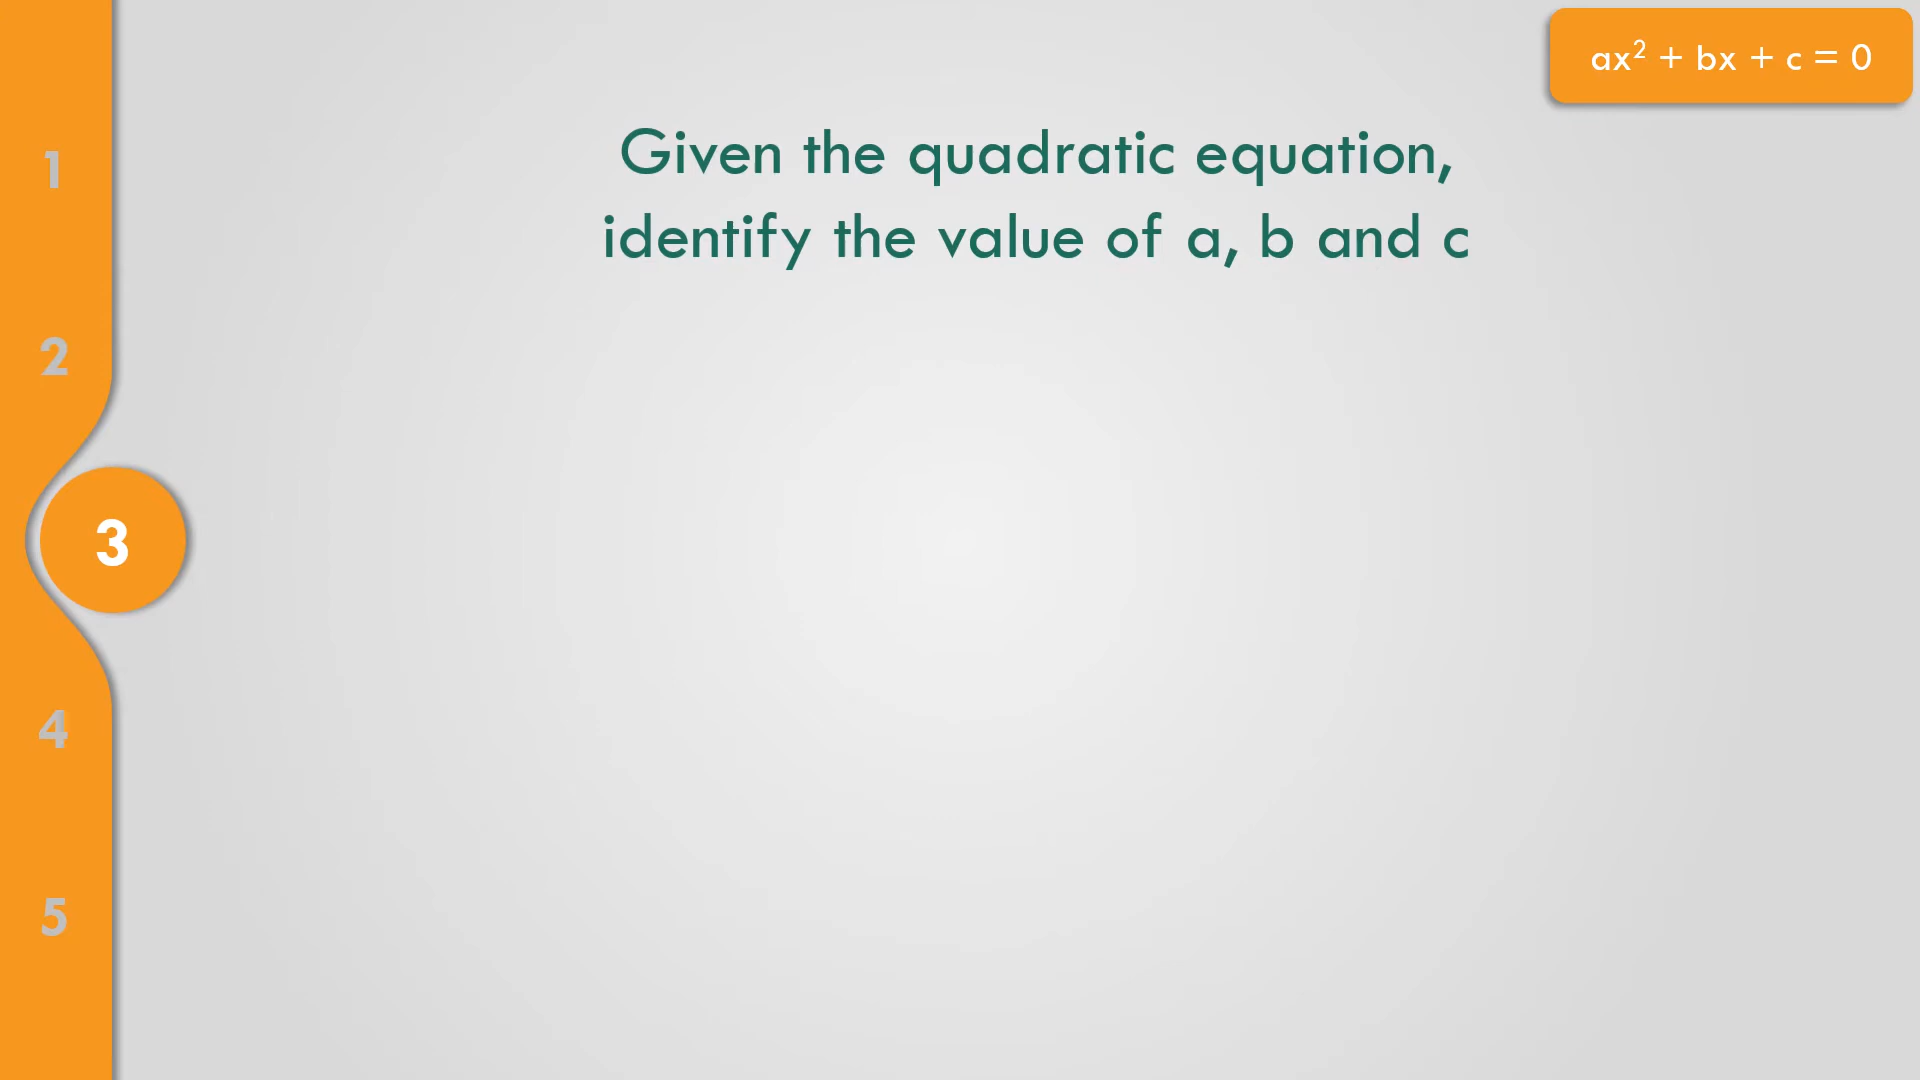 ax² + bx + c = 0
Given the quadratic equation,
identify the value of a, b and c
1
2
3
4
5